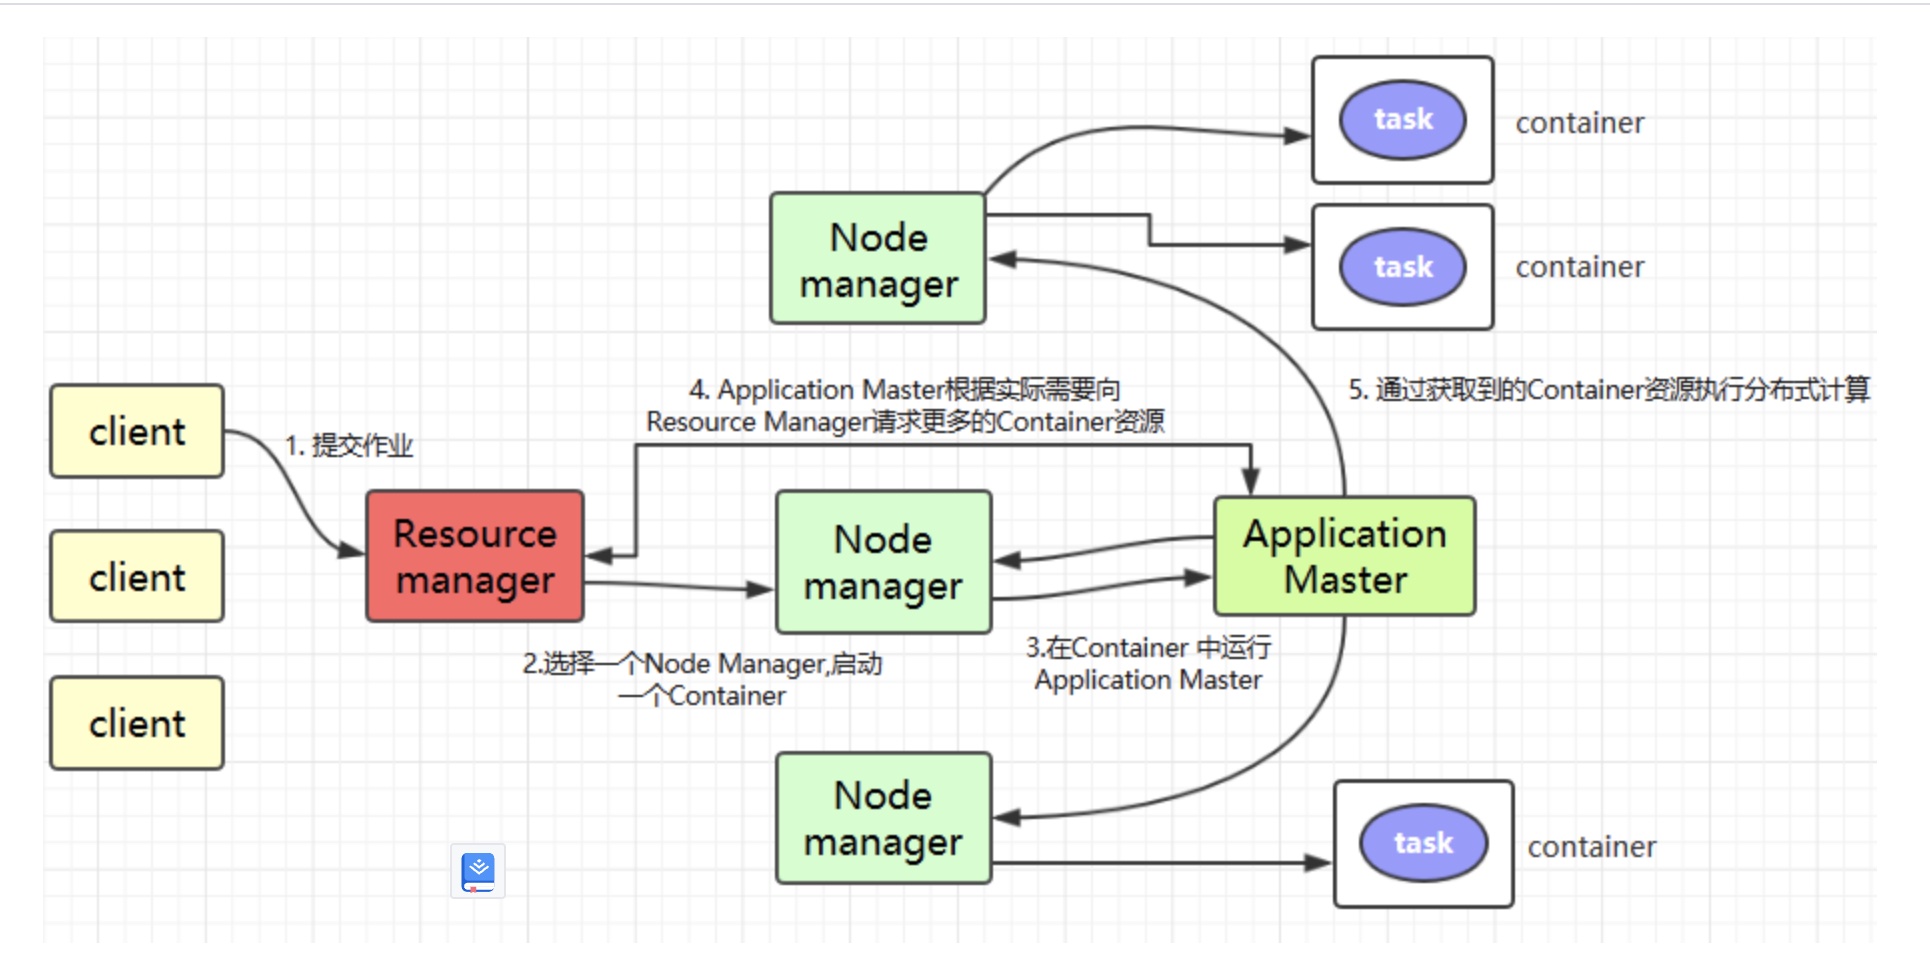 task
container
Node
manager
task
container
4. Application Master根据实际需要向
Resource Manager请求更多的Container资源
5. 通过获取到的Container资源执行分布式计算
client
1. 提交作业
Resource
manager
Node
manager
Application
Master
client
2.选择一个Node Manager,启动
一个Container
3.在Container 中运行
Application Master
client
Node
manager
task
container